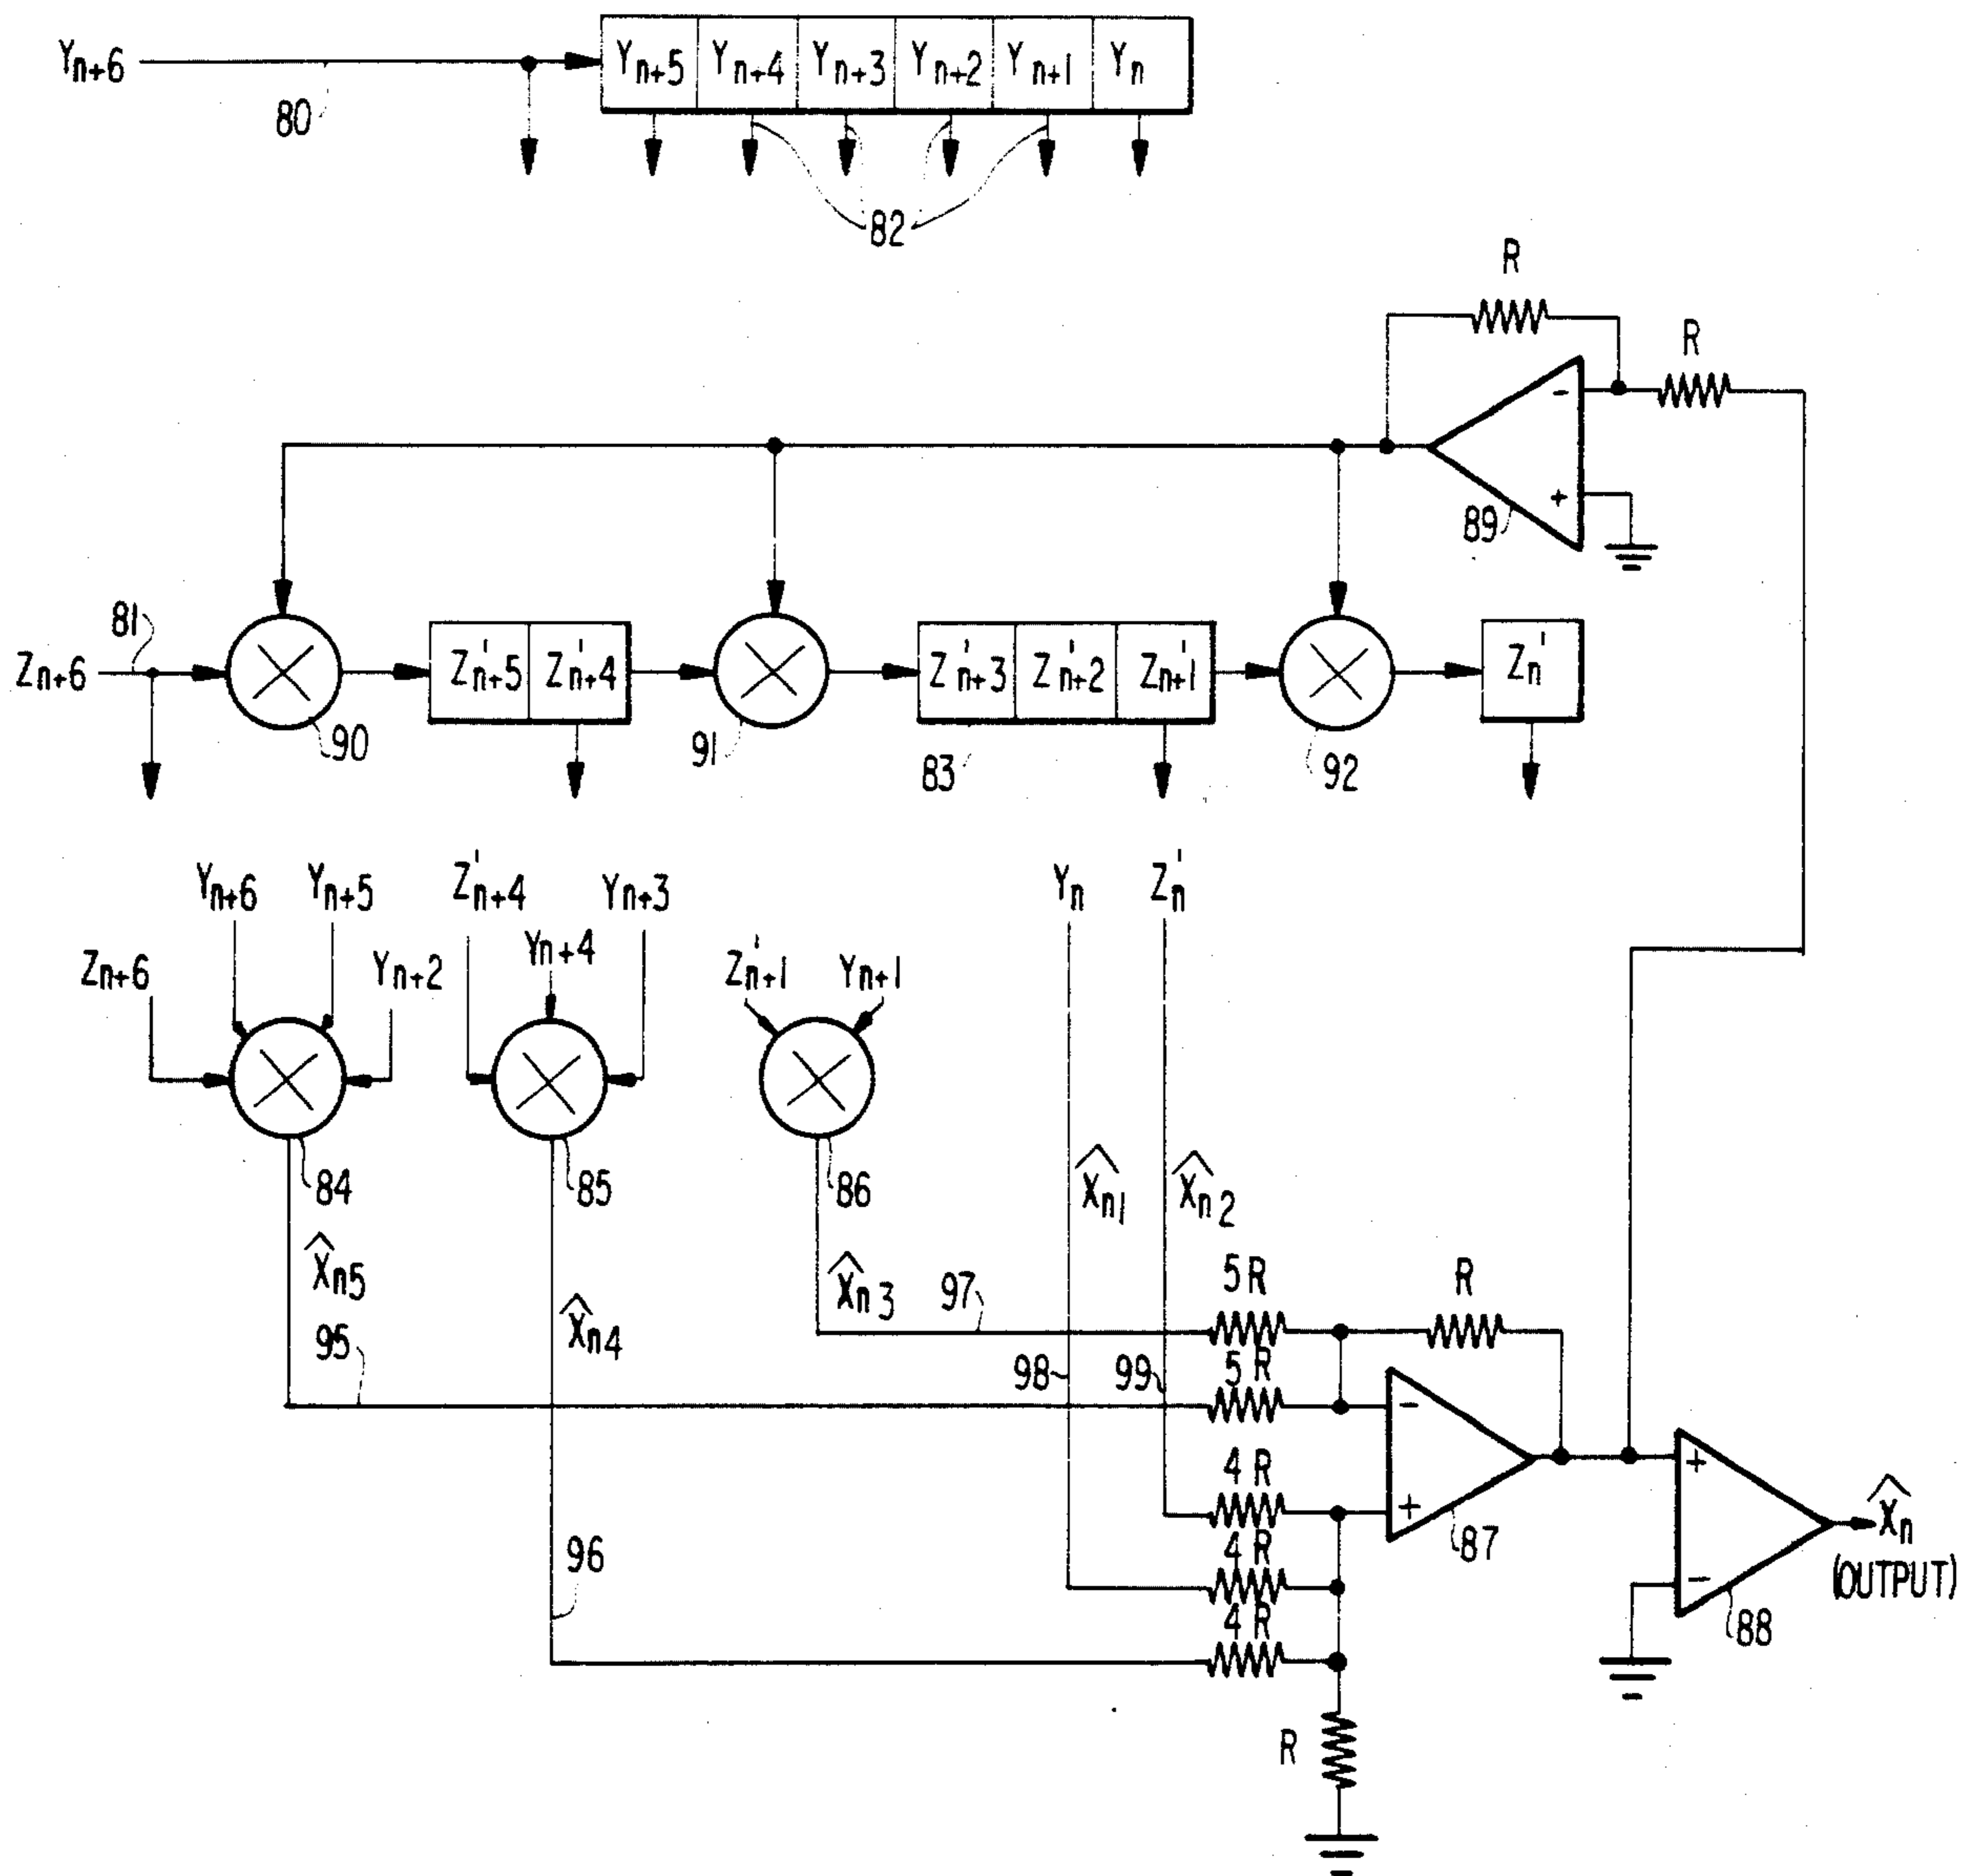 Yn+6
80
Yn+5 Yn+4 Yn+3 Yn+2 Yn+1 Yn
82
R
R
-
+
89
81
Zn+6
90
Z'n+5 Z'n+4
91
Z'n+3 Z'n+2 Z'n+1
83
92
Zn'
Yn+6 Yn+5
Zn+6 Yn+2
84
Z'n+4 Yn+3
Yn+4
85
Z'n+1 Yn+1
86
Yn Zn'
X̂n1 X̂n2
X̂n5
95
X̂n4
96
X̂n3
97
98
99
5R
R
5R
4R
4R
4R
R
-
+
87
+
-
88
X̂n
(OUTPUT)